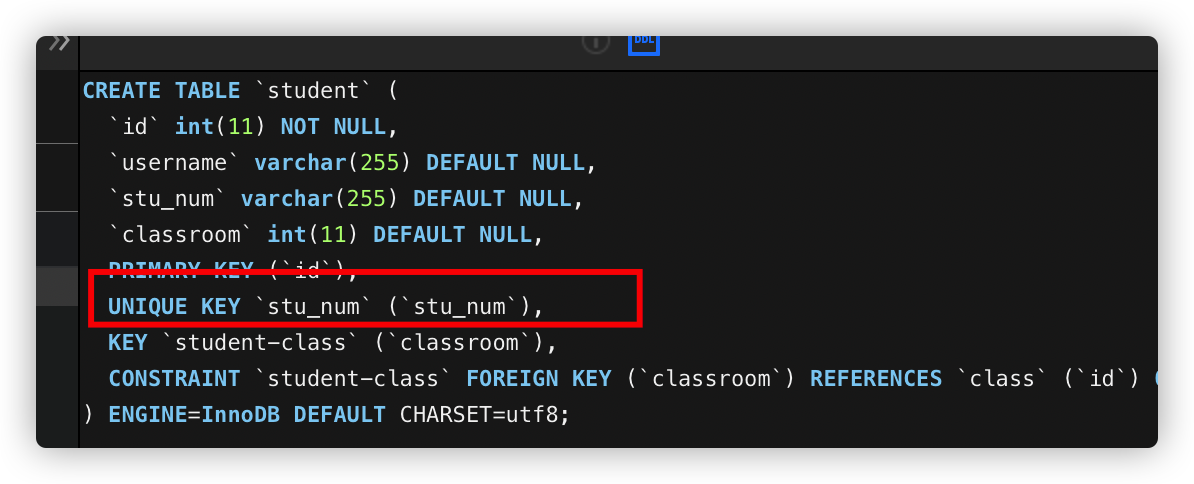 DDL
CREATE TABLE `student` (
`id` int(11) NOT NULL,
`username` varchar(255) DEFAULT NULL,
`stu_num` varchar(255) DEFAULT NULL,
`classroom` int(11) DEFAULT NULL,
PRIMARY KEY (`id`),
UNIQUE KEY `stu_num` (`stu_num`),
KEY `student-class` (`classroom`),
CONSTRAINT `student-class` FOREIGN KEY (`classroom`) REFERENCES `class` (`id`)
) ENGINE=InnoDB DEFAULT CHARSET=utf8;